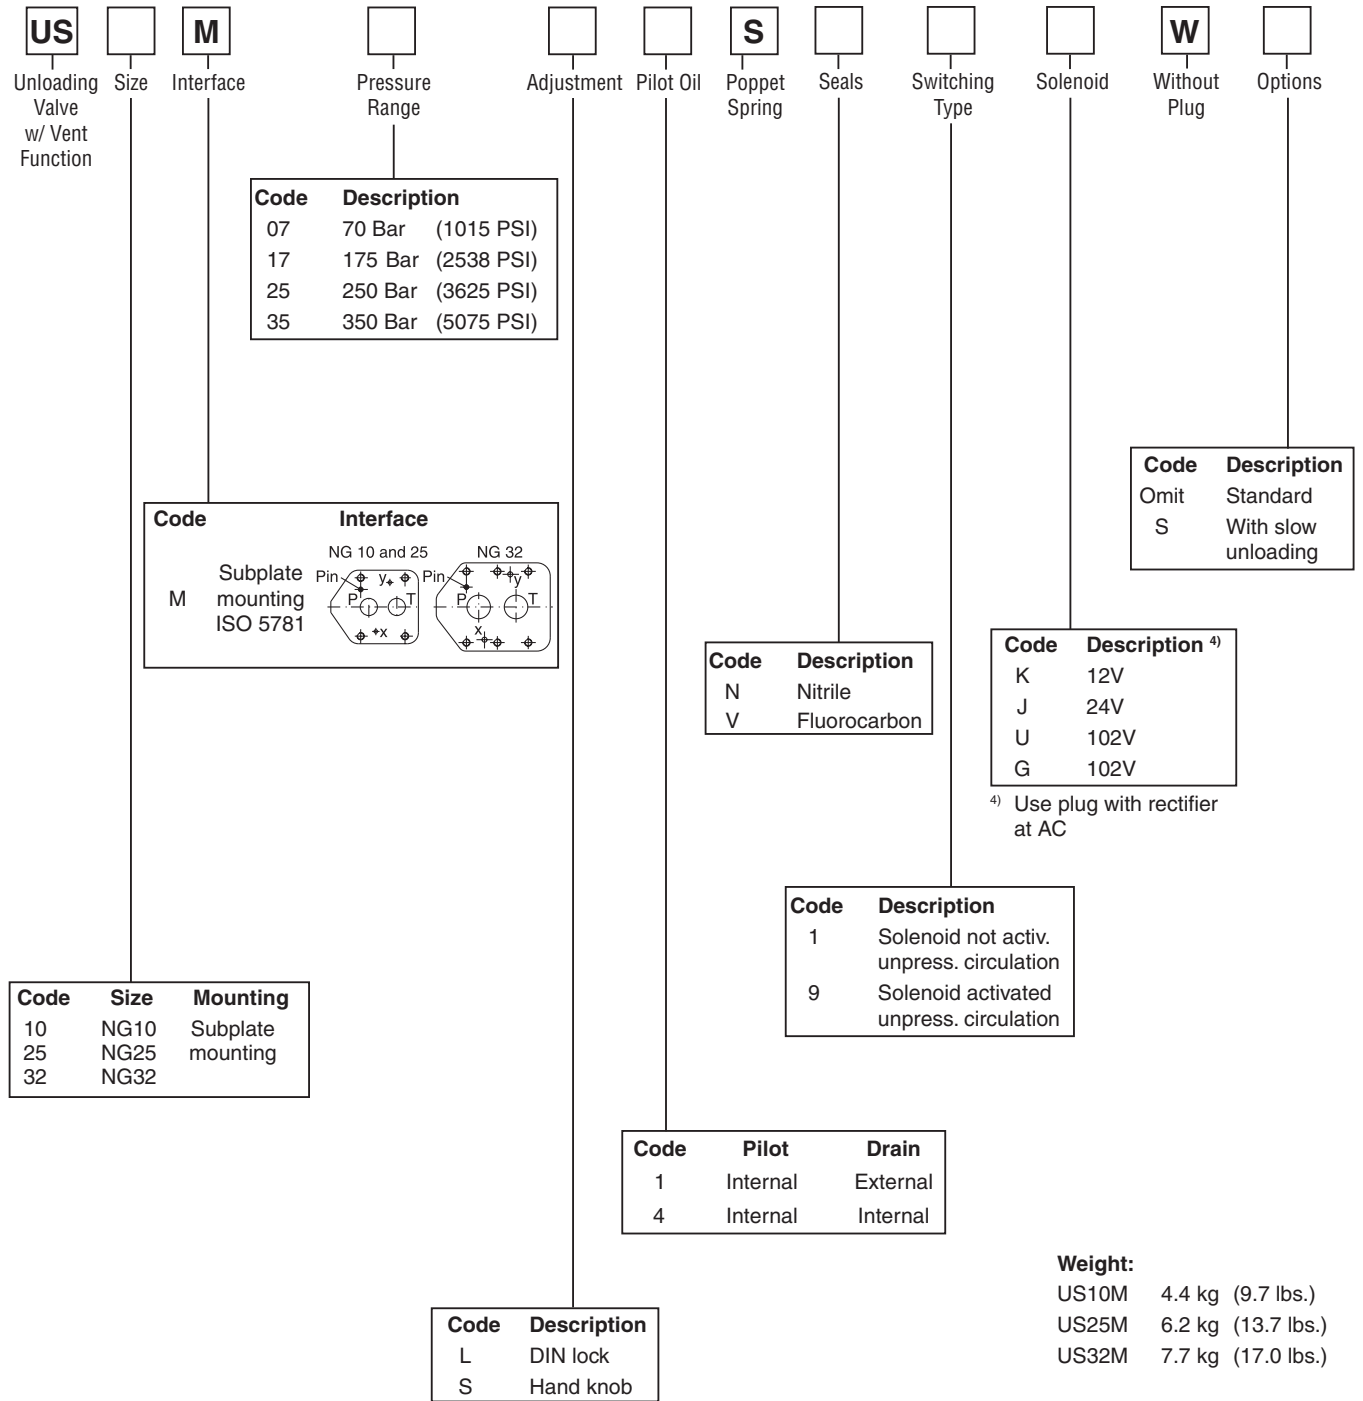 US M S W
Unloading Valve w/ Vent Function
Size
Interface
Pressure Range
Adjustment
Pilot Oil
Poppet Spring
Seals
Switching Type
Solenoid
Without Plug
Options
Code Description
07 70 Bar (1015 PSI)
17 175 Bar (2538 PSI)
25 250 Bar (3625 PSI)
35 350 Bar (5075 PSI)
Code Description
Omit Standard
S With slow
unloading
Code Interface
NG 10 and 25 NG 32
M Subplate
mounting
ISO 5781
Pin y P T x
Pin y P T x
Code Description
N Nitrile
V Fluorocarbon
Code Description 4)
K 12V
J 24V
U 102V
G 102V
4) Use plug with rectifier
at AC
Code Description
1 Solenoid not activ.
unpress. circulation
9 Solenoid activated
unpress. circulation
Code Size Mounting
10 NG10 Subplate
25 NG25 mounting
32 NG32
Code Pilot Drain
1 Internal External
4 Internal Internal
Weight:
US10M 4.4 kg (9.7 lbs.)
US25M 6.2 kg (13.7 lbs.)
US32M 7.7 kg (17.0 lbs.)
Code Description
L DIN lock
S Hand knob